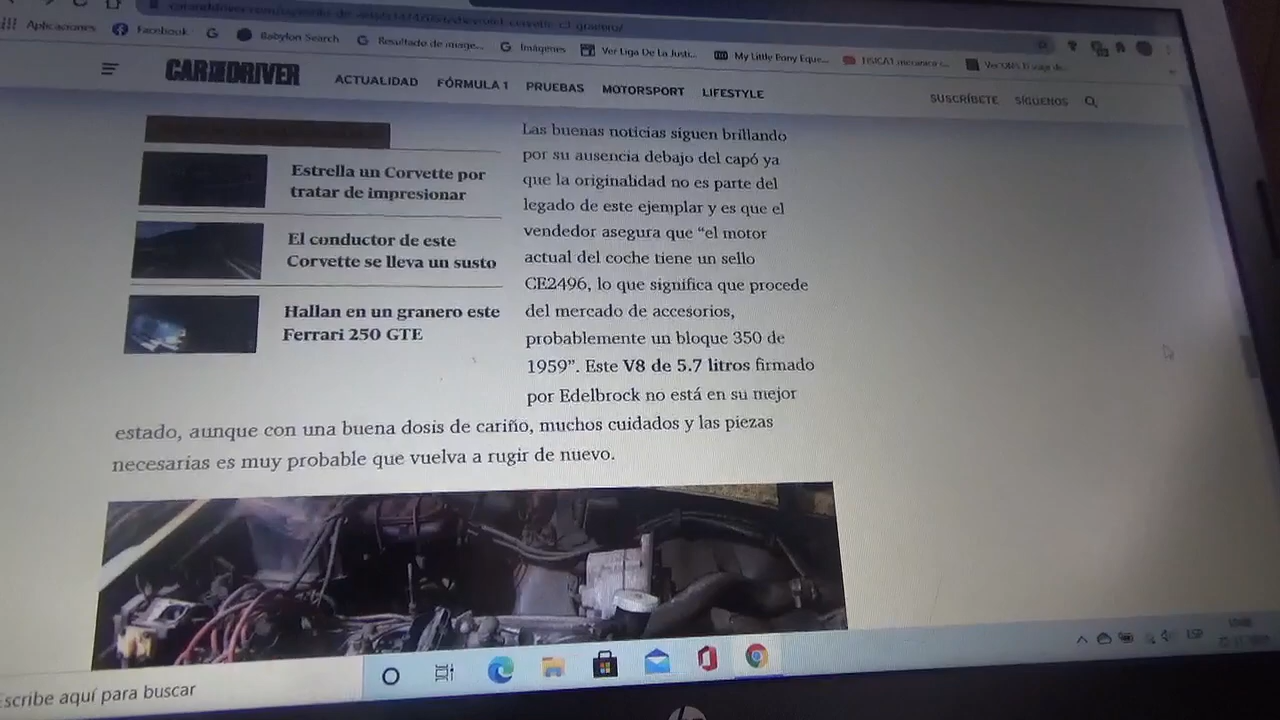 Aplicaciones Facebook Babylon Search Resultado de image... Imágenes Ver Liga De La Justi... My Little Pony Eque...
CAR AND DRIVER ACTUALIDAD FÓRMULA 1 PRUEBAS MOTORSPORT LIFESTYLE SUSCRÍBETE SÍGUENOS
Estrella un Corvette por
tratar de impresionar
El conductor de este
Corvette se lleva un susto
Hallan en un granero este
Ferrari 250 GTE
Las buenas noticias siguen brillando
por su ausencia debajo del capó ya
que la originalidad no es parte del
legado de este ejemplar y es que el
vendedor asegura que “el motor
actual del coche tiene un sello
CE2496, lo que significa que procede
del mercado de accesorios,
probablemente un bloque 350 de
1959”. Este V8 de 5.7 litros firmado
por Edelbrock no está en su mejor
estado, aunque con una buena dosis de cariño, muchos cuidados y las piezas
necesarias es muy probable que vuelva a rugir de nuevo.
Escribe aquí para buscar
ESP
hp